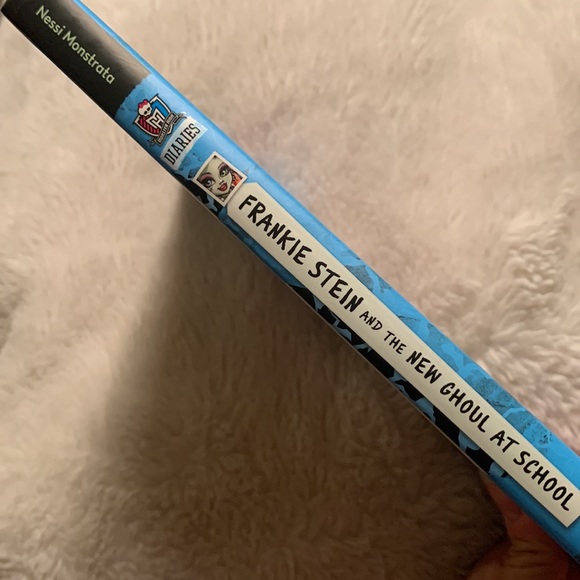 Nessi Monstrata
DIARIES
FRANKIE STEIN AND THE NEW GHOUL AT SCHOOL